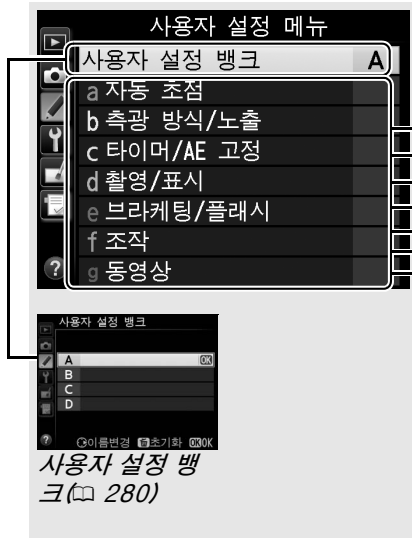 사용자 설정 메뉴
사용자 설정 뱅크 A
a 자동 초점
b 측광 방식/노출
c 타이머/AE 고정
d 촬영/표시
e 브라케팅/플래시
f 조작
g 동영상
?
사용자 설정 뱅크
A OK
B
C
D
? 이름변경 초기화 OK OK
사용자 설정 뱅
크( 280)